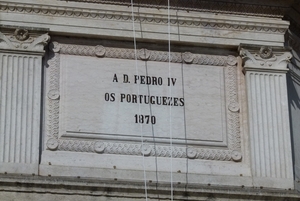 A D. PEDRO IV
OS PORTUGUEZES
1870